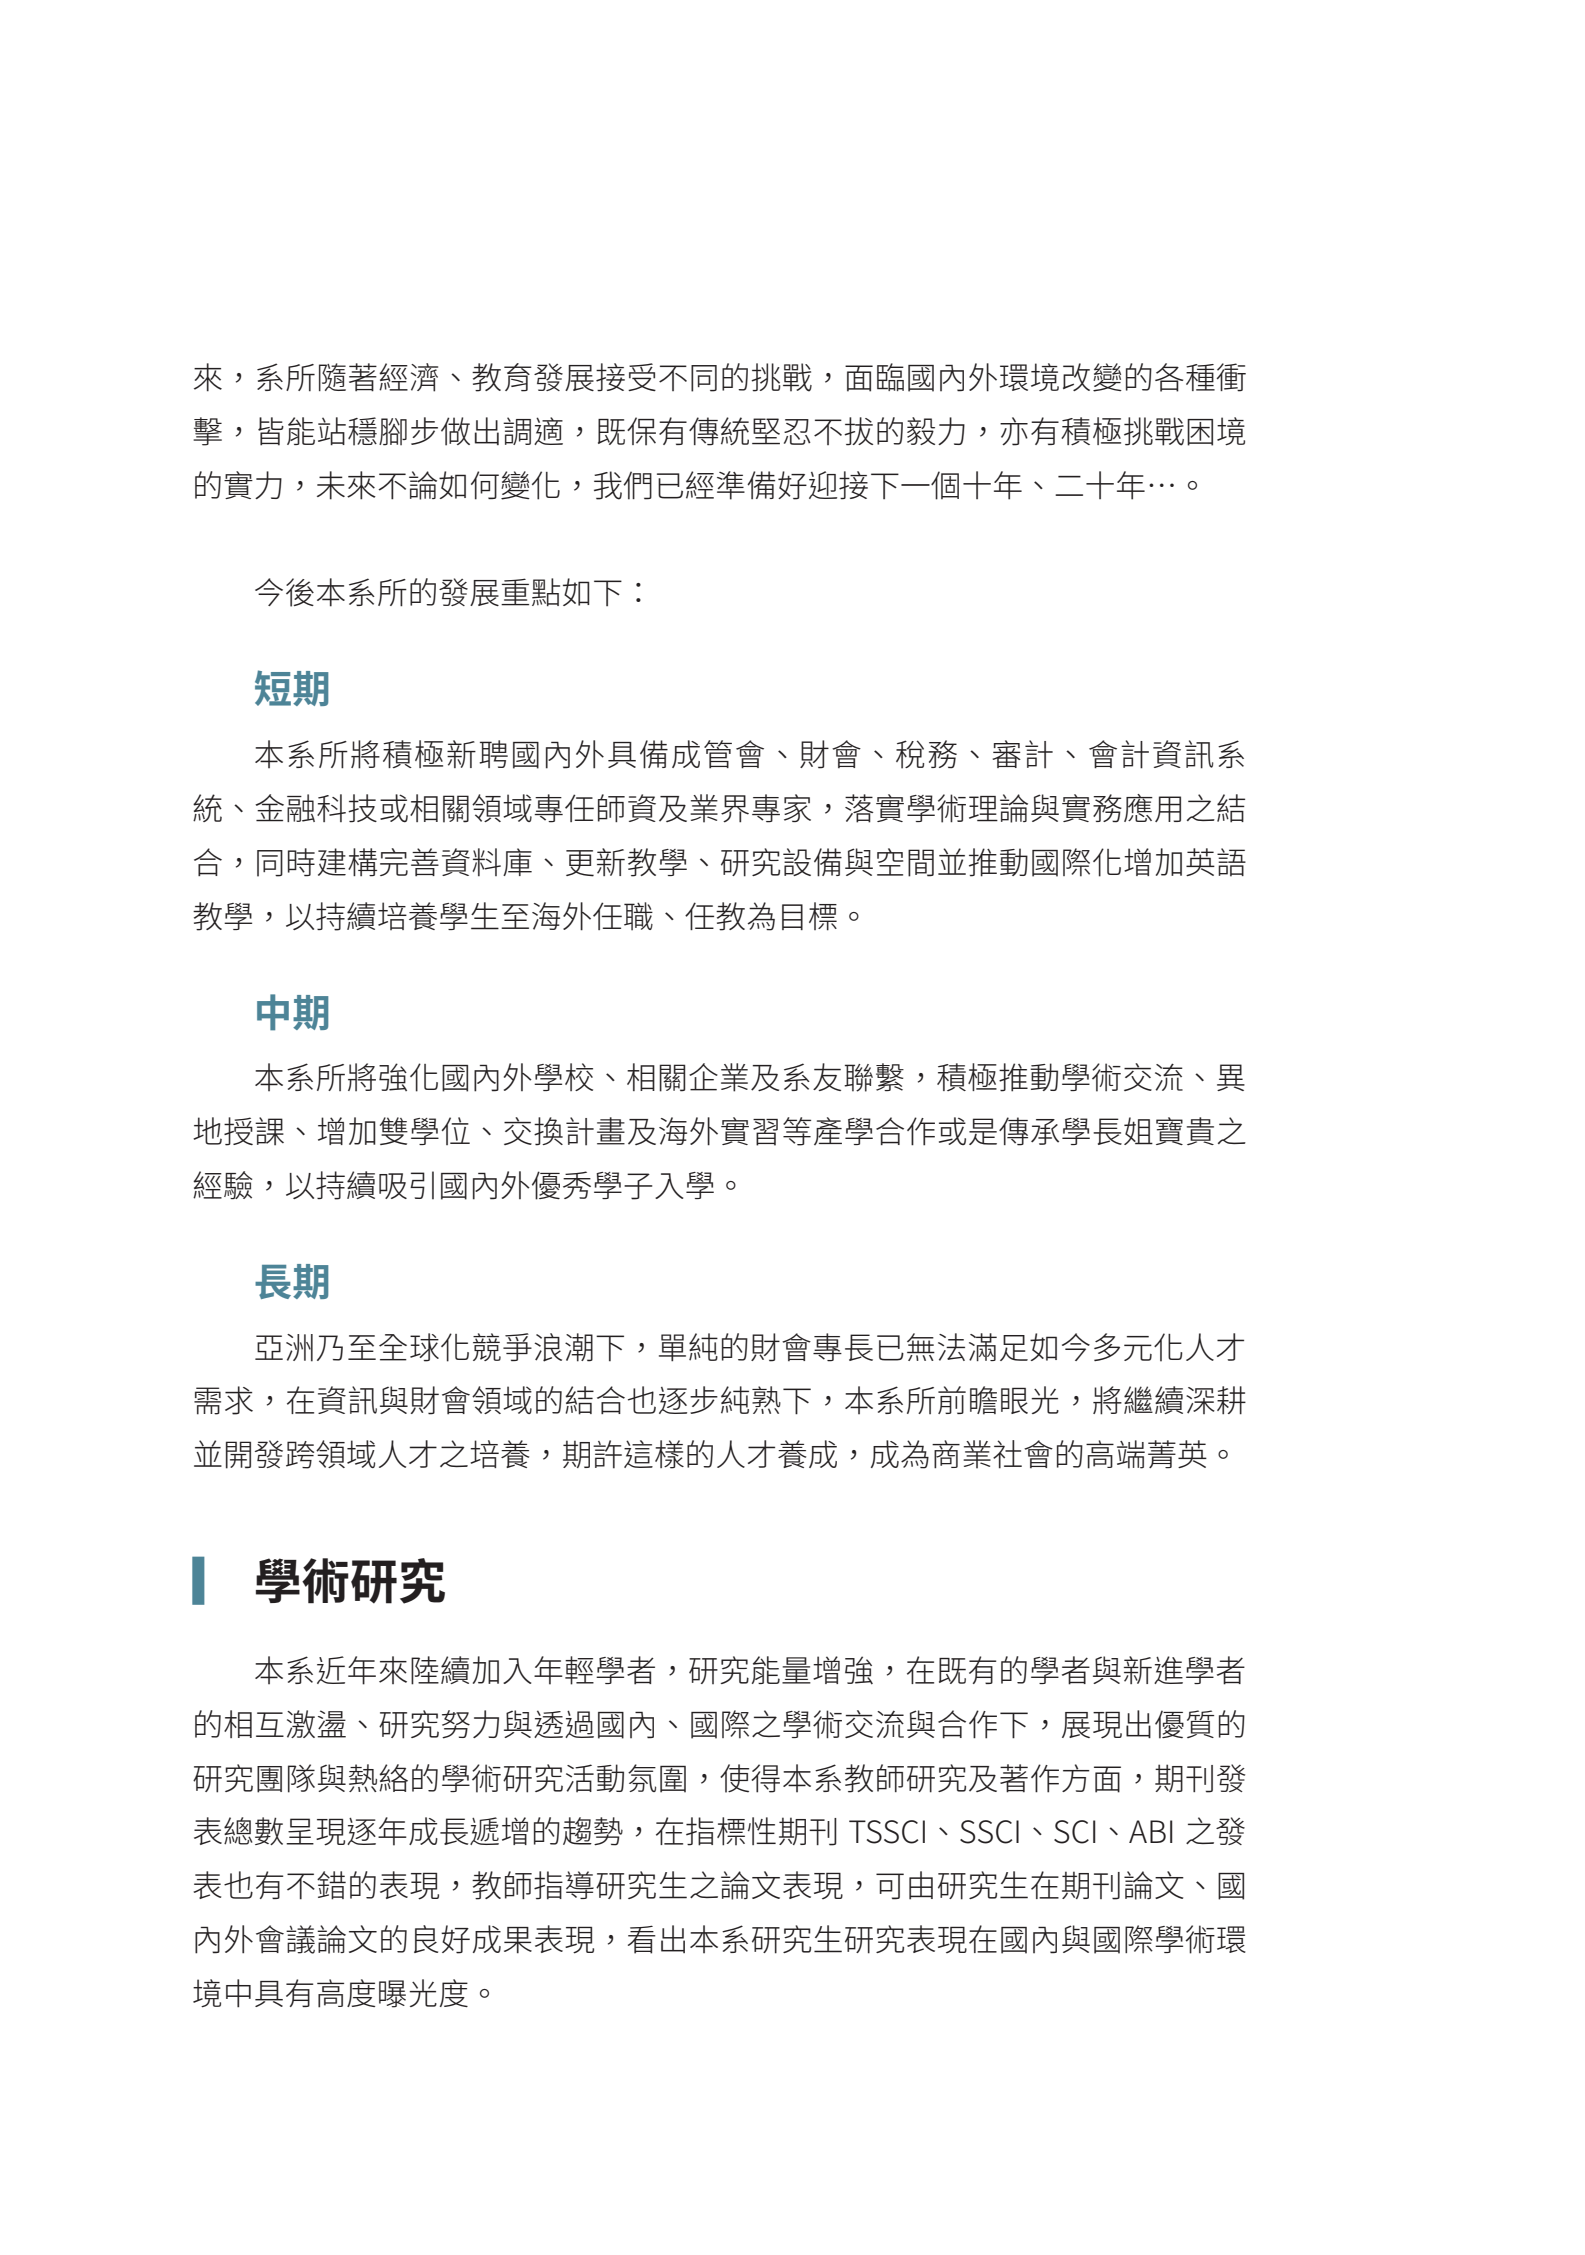 來，系所隨著經濟、教育發展接受不同的挑戰，面臨國內外環境改變的各種衝
擊，皆能站穩腳步做出調適，既保有傳統堅忍不拔的毅力，亦有積極挑戰困境
的實力，未來不論如何變化，我們已經準備好迎接下一個十年、二十年…。
今後本系所的發展重點如下：
短期
本系所將積極新聘國內外具備成管會、財會、稅務、審計、會計資訊系
統、金融科技或相關領域專任師資及業界專家，落實學術理論與實務應用之結
合，同時建構完善資料庫、更新教學、研究設備與空間並推動國際化增加英語
教學，以持續培養學生至海外任職、任教為目標。
中期
本系所將強化國內外學校、相關企業及系友聯繫，積極推動學術交流、異
地授課、增加雙學位、交換計畫及海外實習等產學合作或是傳承學長姐寶貴之
經驗，以持續吸引國內外優秀學子入學。
長期
亞洲乃至全球化競爭浪潮下，單純的財會專長已無法滿足如今多元化人才
需求，在資訊與財會領域的結合也逐步純熟下，本系所前瞻眼光，將繼續深耕
並開發跨領域人才之培養，期許這樣的人才養成，成為商業社會的高端菁英。
學術研究
本系近年來陸續加入年輕學者，研究能量增強，在既有的學者與新進學者
的相互激盪、研究努力與透過國內、國際之學術交流與合作下，展現出優質的
研究團隊與熱絡的學術研究活動氛圍，使得本系教師研究及著作方面，期刊發
表總數呈現逐年成長遞增的趨勢，在指標性期刊 TSSCI、SSCI、SCI、ABI 之發
表也有不錯的表現，教師指導研究生之論文表現，可由研究生在期刊論文、國
內外會議論文的良好成果表現，看出本系研究生研究表現在國內與國際學術環
境中具有高度曝光度。